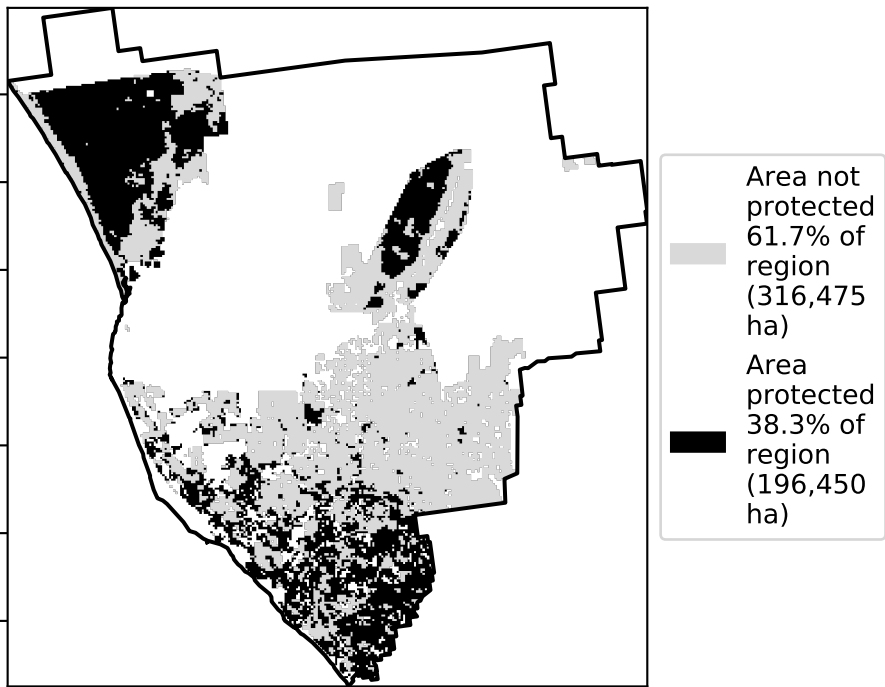 Area not
protected
61.7% of
region
(316,475
ha)
Area
protected
38.3% of
region
(196,450
ha)